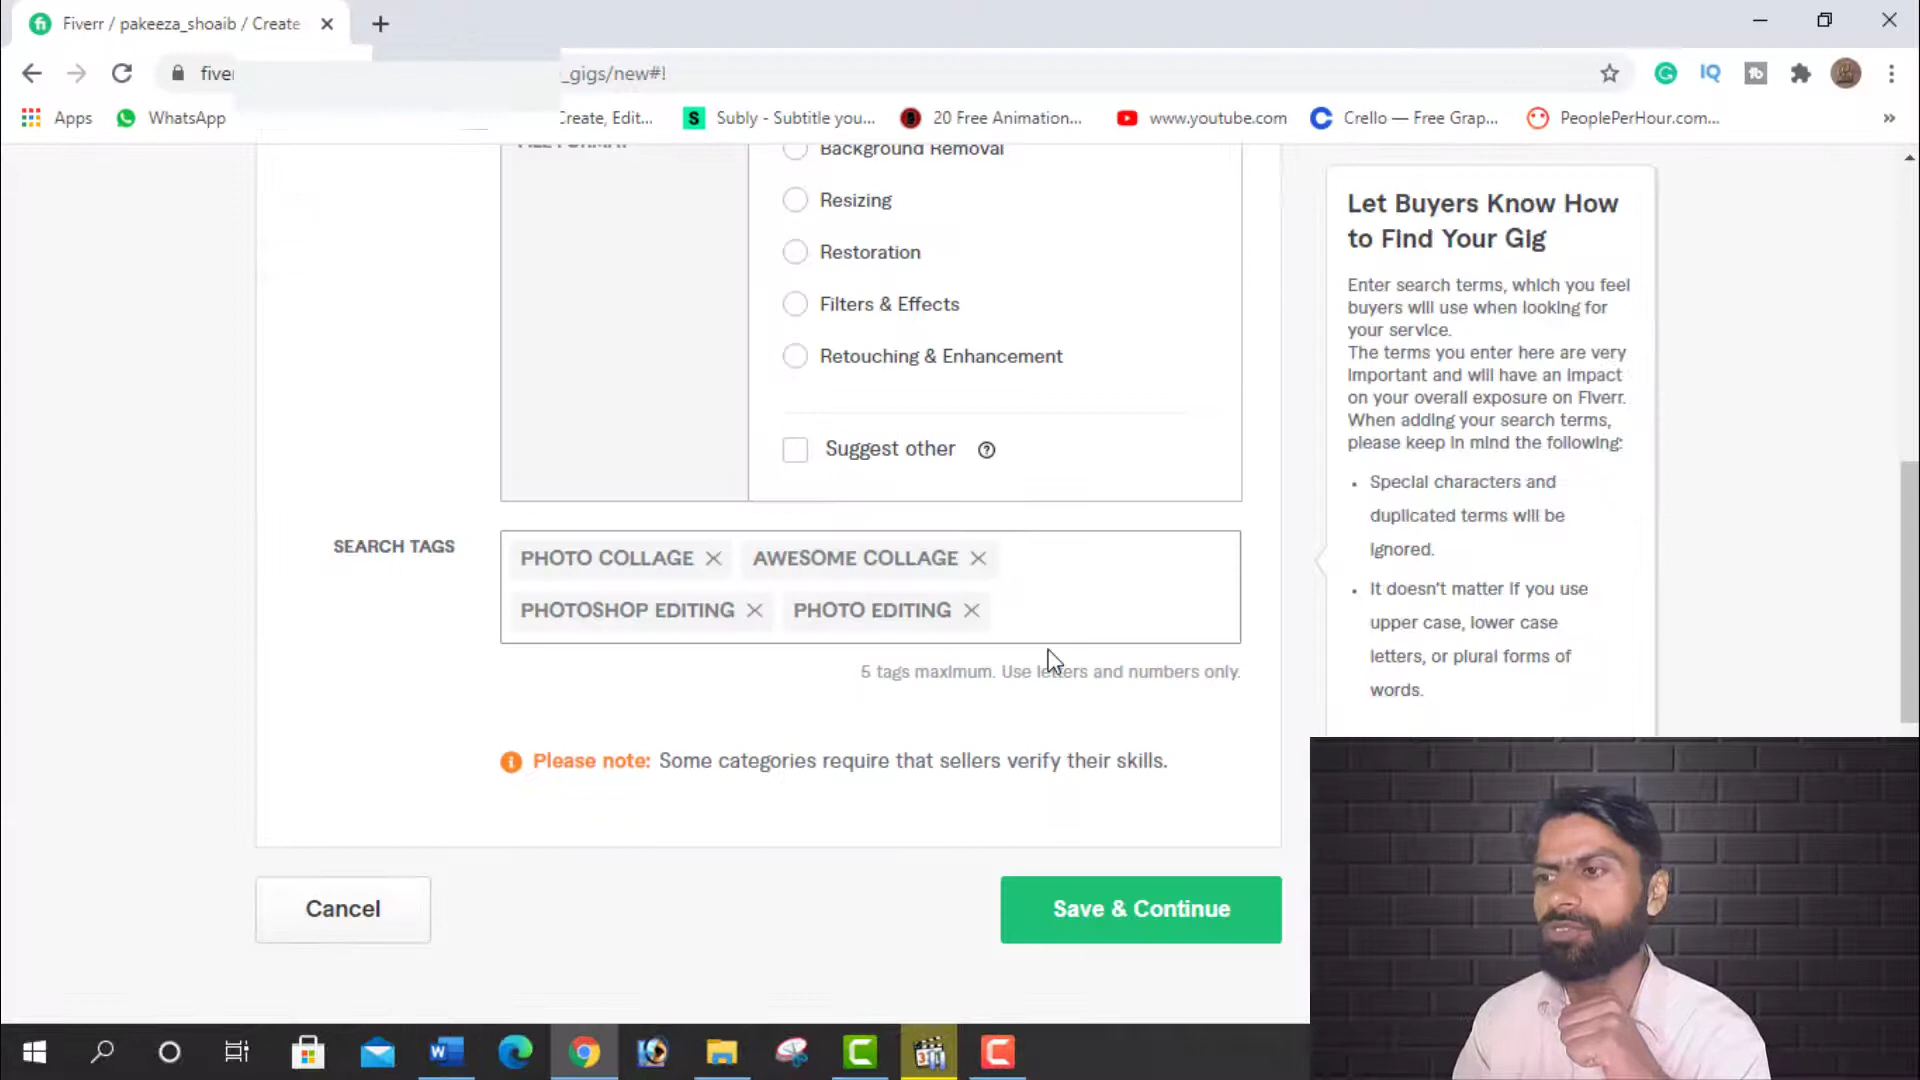 Fiverr / pakeeza_shoaib / Create
_gigs/new#!
Apps
WhatsApp
Create, Edit...
Subly - Subtitle you...
20 Free Animation...
www.youtube.com
Crello — Free Grap...
PeoplePerHour.com...
»
Background Removal
Resizing
Restoration
Filters & Effects
Retouching & Enhancement
Suggest other
SEARCH TAGS
PHOTO COLLAGE
AWESOME COLLAGE
PHOTOSHOP EDITING
PHOTO EDITING
5 tags maximum. Use letters and numbers only.
Please note: Some categories require that sellers verify their skills.
Cancel
Save & Continue
Let Buyers Know How
to Find Your Gig
Enter search terms, which you feel
buyers will use when looking for
your service.
The terms you enter here are very
important and will have an impact
on your overall exposure on Fiverr.
When adding your search terms,
please keep in mind the following:
• Special characters and
duplicated terms will be
ignored.
• It doesn't matter if you use
upper case, lower case
letters, or plural forms of
words.